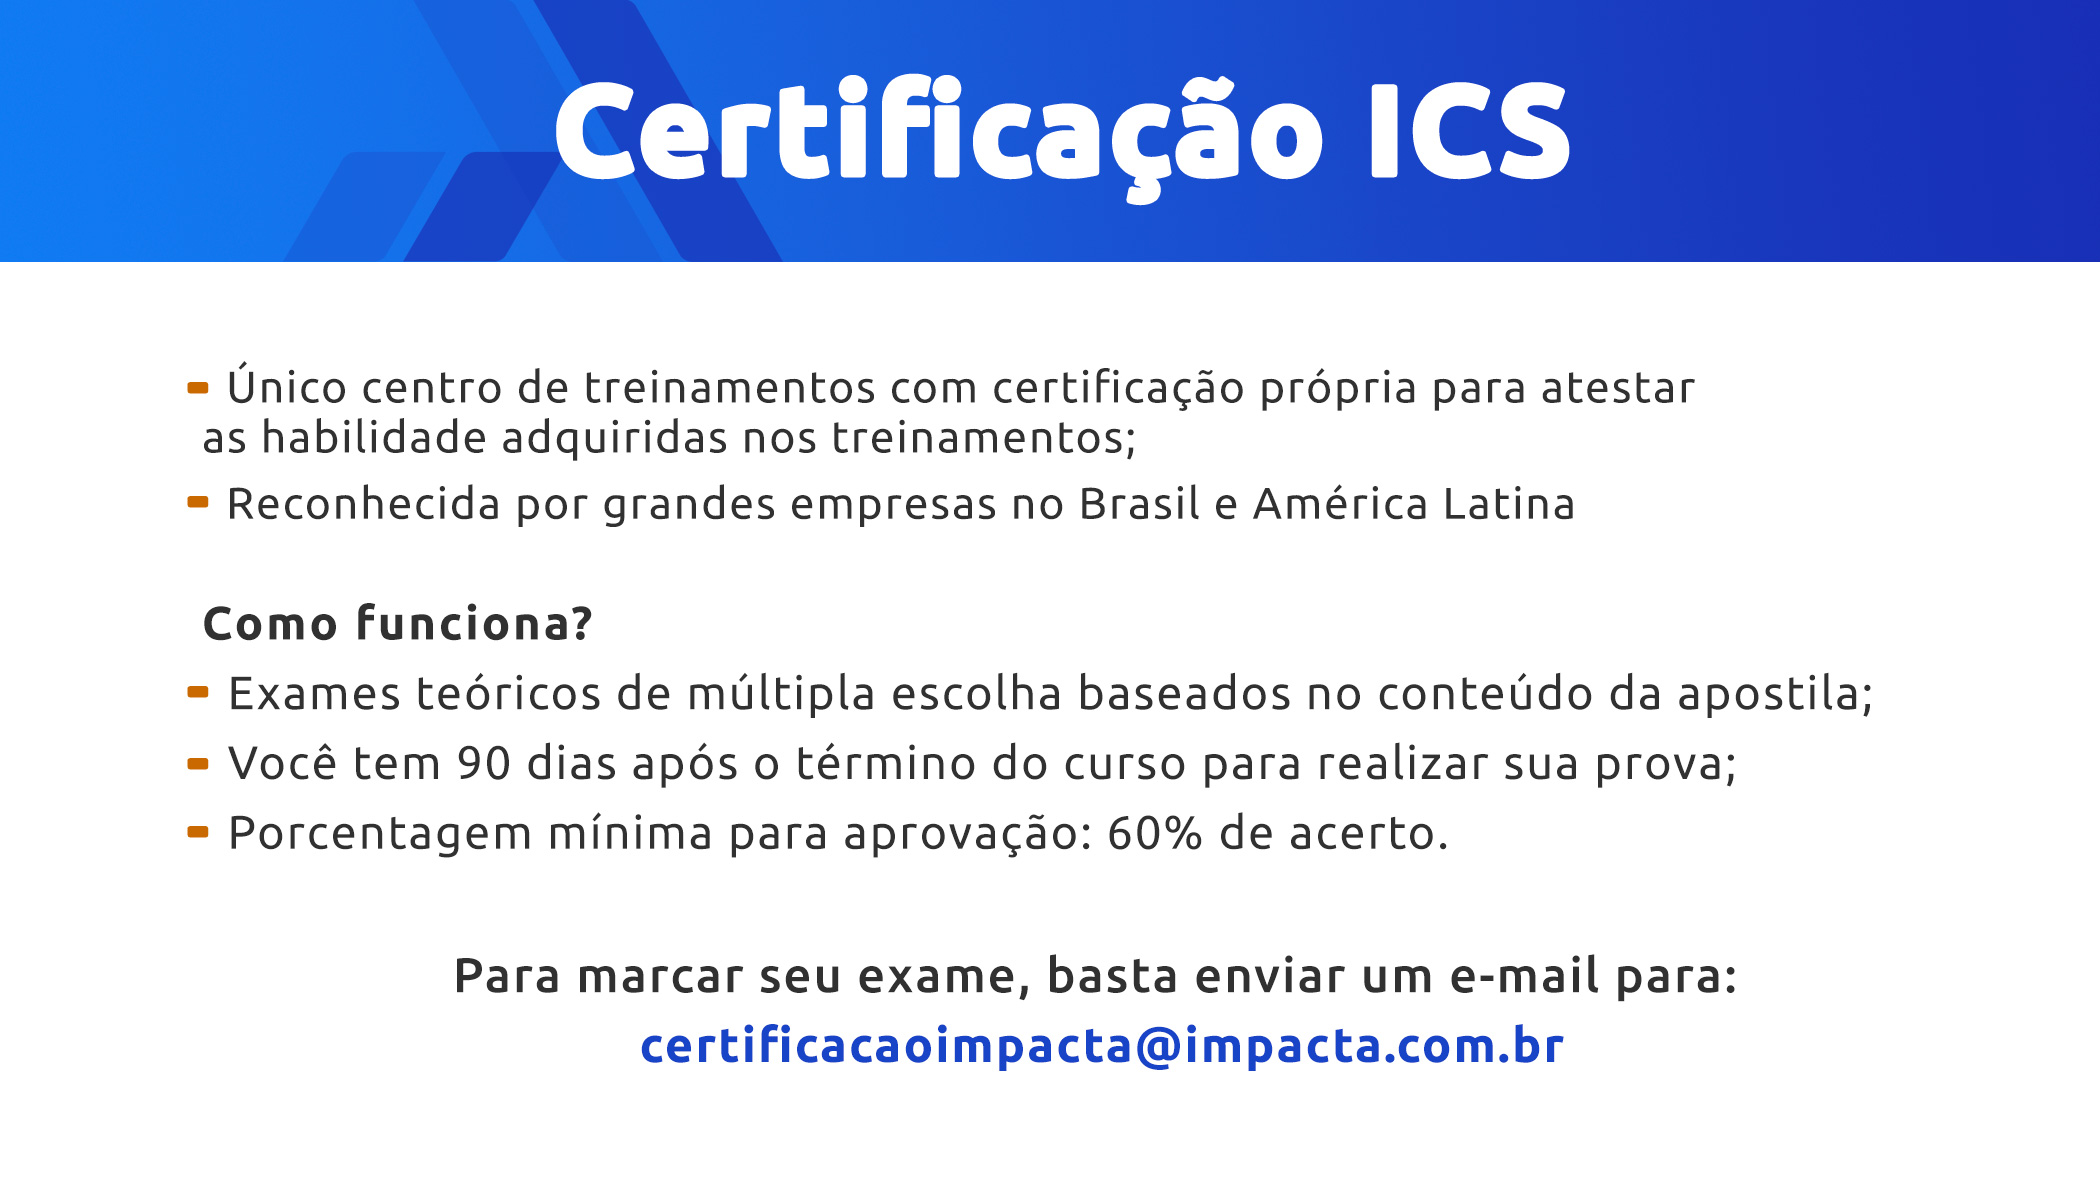 Certificação ICS
- Único centro de treinamentos com certificação própria para atestar
as habilidade adquiridas nos treinamentos;
- Reconhecida por grandes empresas no Brasil e América Latina
Como funciona?
- Exames teóricos de múltipla escolha baseados no conteúdo da apostila;
- Você tem 90 dias após o término do curso para realizar sua prova;
- Porcentagem mínima para aprovação: 60% de acerto.
Para marcar seu exame, basta enviar um e-mail para:
certificacaoimpacta@impacta.com.br